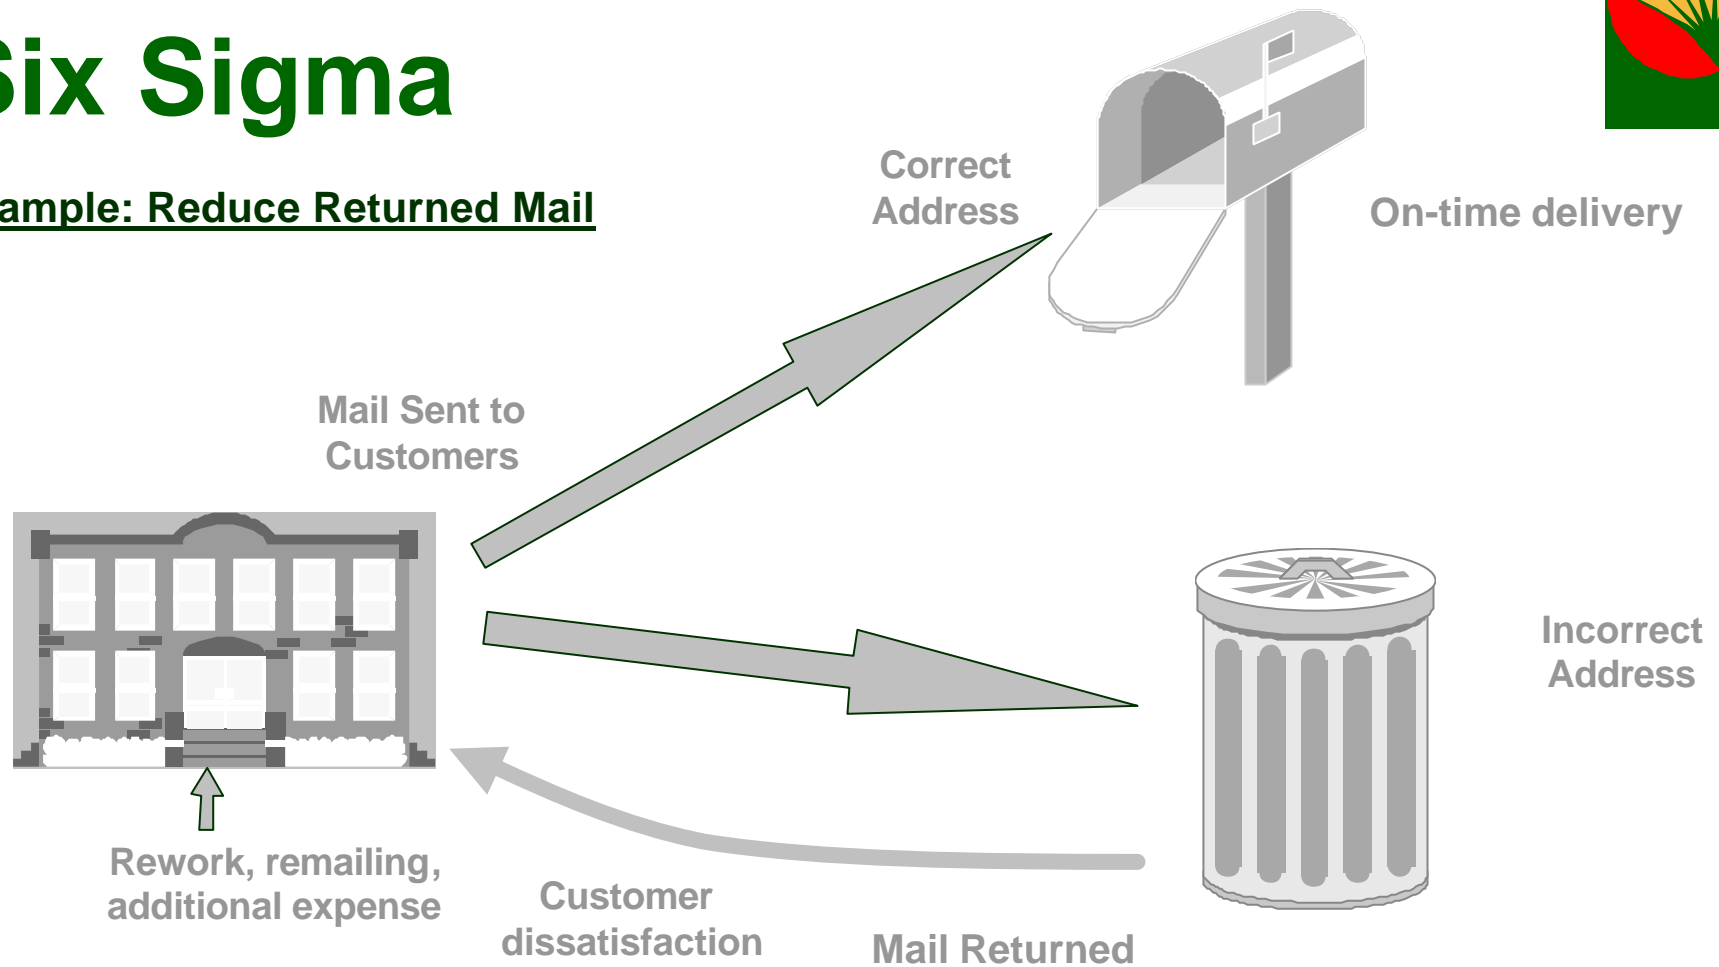 Six Sigma
ample: Reduce Returned Mail
Correct
Address
On-time delivery
Mail Sent to
Customers
Incorrect
Address
Rework, remailing,
additional expense
Customer
dissatisfaction
Mail Returned